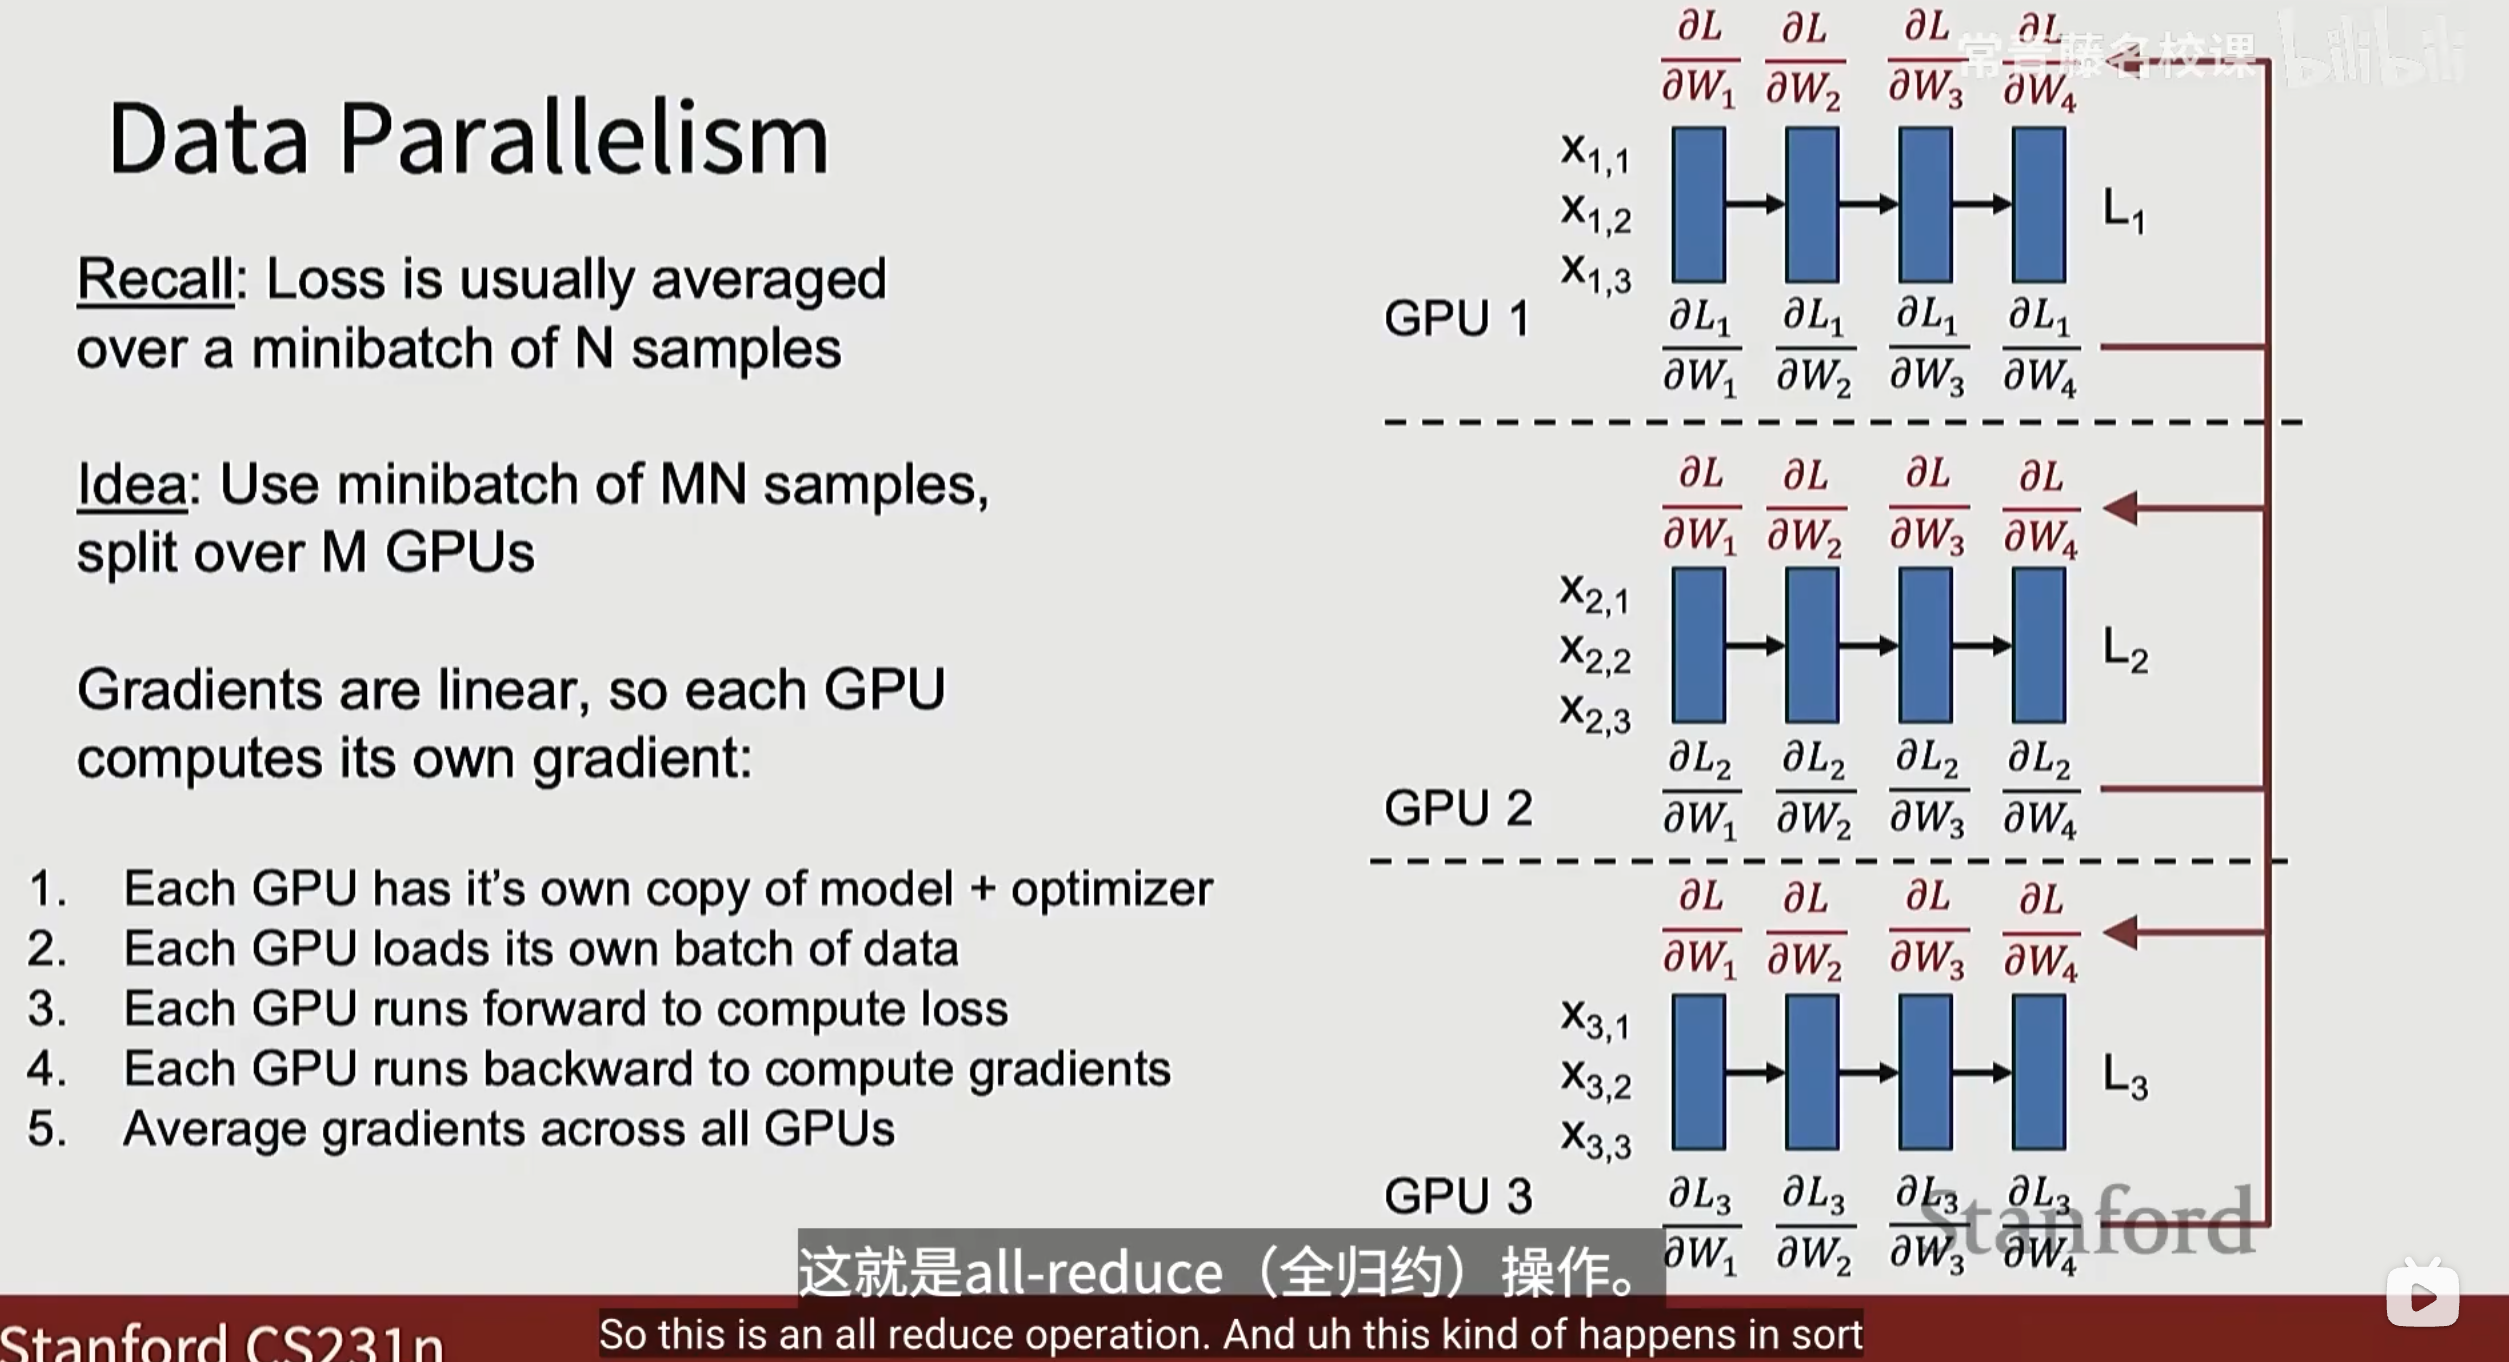 Data Parallelism
Recall: Loss is usually averaged
over a minibatch of N samples
Idea: Use minibatch of MN samples,
split over M GPUs
Gradients are linear, so each GPU
computes its own gradient:
1. Each GPU has it’s own copy of model + optimizer
2. Each GPU loads its own batch of data
3. Each GPU runs forward to compute loss
4. Each GPU runs backward to compute gradients
5. Average gradients across all GPUs
常青藤名校课 bilibili
∂L/∂W₁ ∂L/∂W₂ ∂L/∂W₃ ∂L/∂W₄
x₁,₁
x₁,₂
x₁,₃
L₁
GPU 1
∂L₁/∂W₁ ∂L₁/∂W₂ ∂L₁/∂W₃ ∂L₁/∂W₄
∂L/∂W₁ ∂L/∂W₂ ∂L/∂W₃ ∂L/∂W₄
x₂,₁
x₂,₂
x₂,₃
L₂
GPU 2
∂L₂/∂W₁ ∂L₂/∂W₂ ∂L₂/∂W₃ ∂L₂/∂W₄
∂L/∂W₁ ∂L/∂W₂ ∂L/∂W₃ ∂L/∂W₄
x₃,₁
x₃,₂
x₃,₃
L₃
GPU 3
∂L₃/∂W₁ ∂L₃/∂W₂ ∂L₃/∂W₃ ∂L₃/∂W₄
Stanford
这就是all-reduce（全归约）操作。
So this is an all reduce operation. And uh this kind of happens in sort
Stanford CS231n